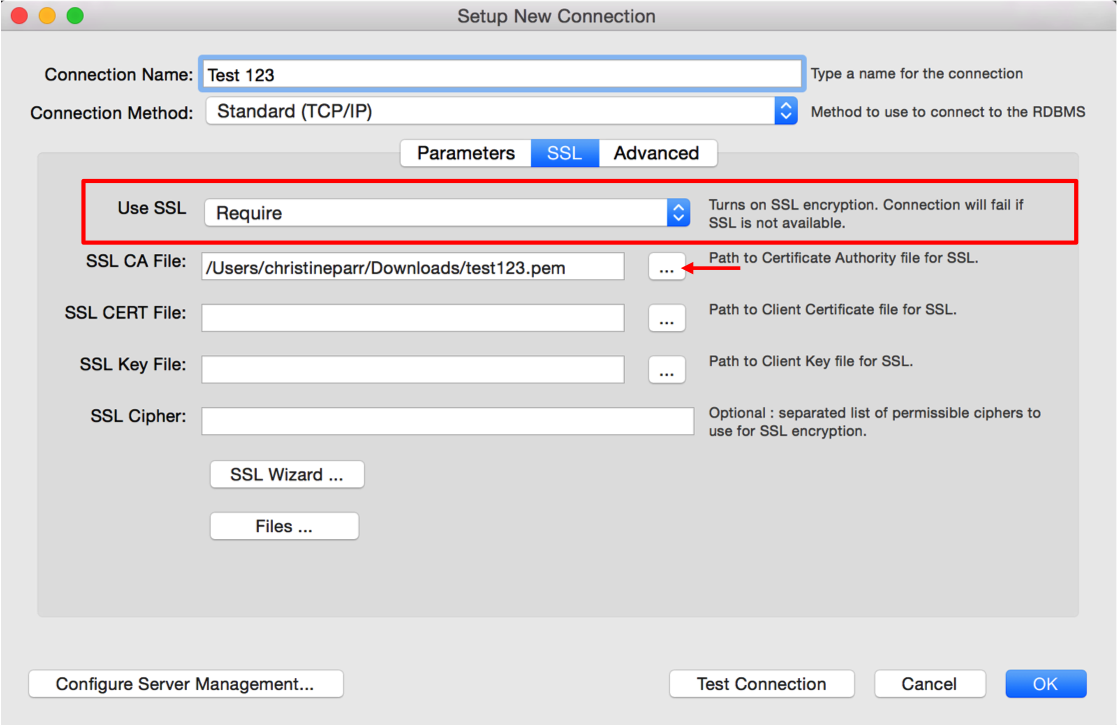 Setup New Connection
Connection Name: Test 123 Type a name for the connection
Connection Method: Standard (TCP/IP) Method to use to connect to the RDBMS
Parameters SSL Advanced
Use SSL Require Turns on SSL encryption. Connection will fail if
SSL is not available.
SSL CA File: /Users/christineparr/Downloads/test123.pem ... Path to Certificate Authority file for SSL.
SSL CERT File: ... Path to Client Certificate file for SSL.
SSL Key File: ... Path to Client Key file for SSL.
SSL Cipher: Optional : separated list of permissible ciphers to
use for SSL encryption.
SSL Wizard ...
Files ...
Configure Server Management... Test Connection Cancel OK